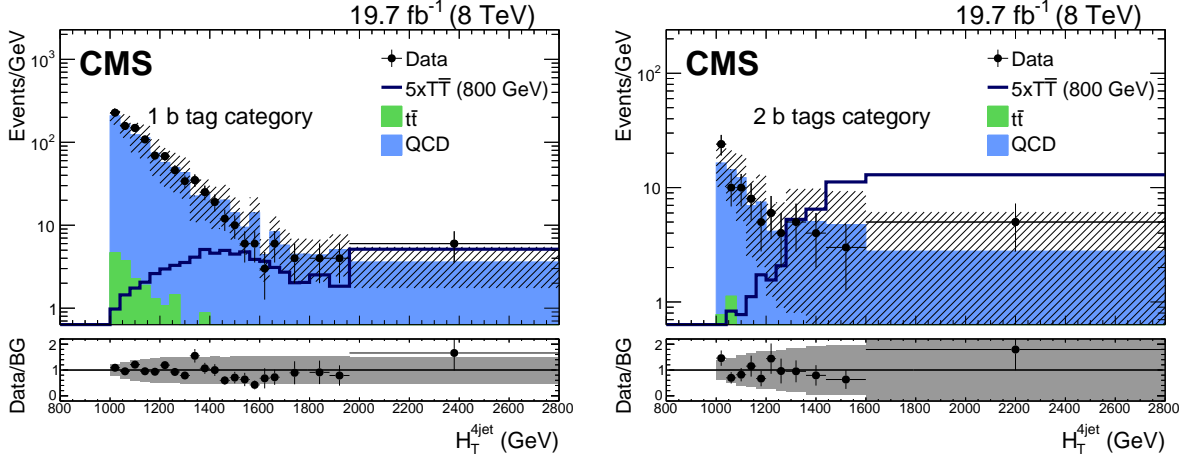 19.7 fb⁻¹ (8 TeV)
CMS
Data
5xTT̅ (800 GeV)
tt̅
QCD
1 b tag category
Events/GeV
10³
10²
10
1
Data/BG
2
1
0
800 1000 1200 1400 1600 1800 2000 2200 2400 2600 2800
H_T^4jet (GeV)
19.7 fb⁻¹ (8 TeV)
CMS
Data
5xTT̅ (800 GeV)
tt̅
QCD
2 b tags category
Events/GeV
10²
10
1
Data/BG
2
1
0
800 1000 1200 1400 1600 1800 2000 2200 2400 2600 2800
H_T^4jet (GeV)